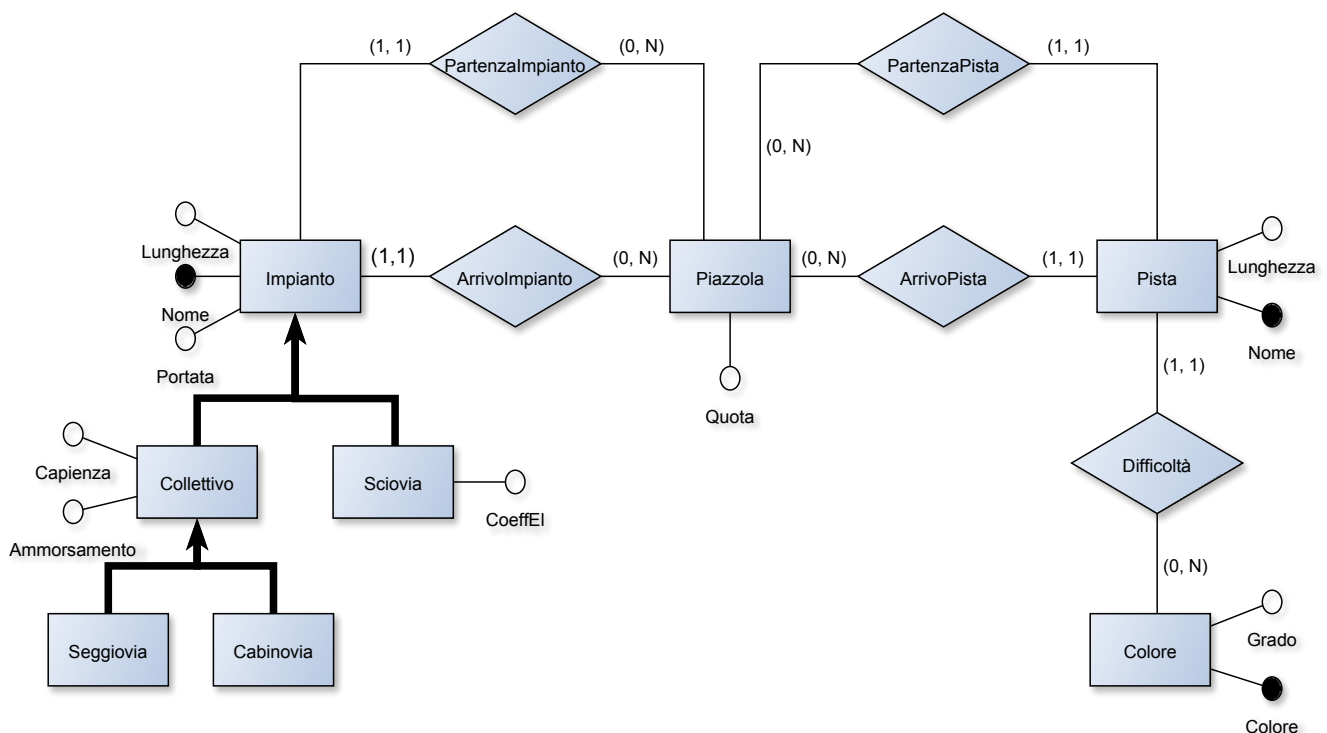 (1, 1)
PartenzaImpianto
(0, N)
PartenzaPista
(1, 1)
(0, N)
Lunghezza
Nome
Portata
Impianto
(1,1)
ArrivoImpianto
(0, N)
Piazzola
(0, N)
ArrivoPista
(1, 1)
Pista
Lunghezza
Nome
Quota
(1, 1)
Capienza
Ammorsamento
Collettivo
Sciovia
CoeffEl
Difficoltà
(0, N)
Seggiovia
Cabinovia
Colore
Grado
Colore